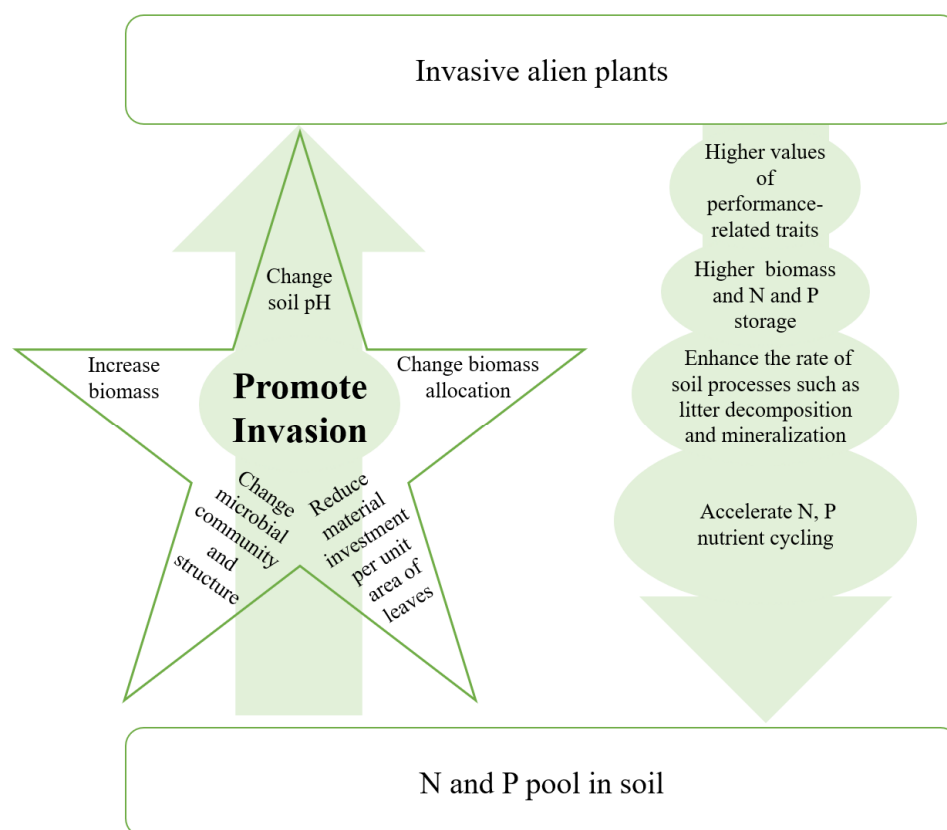 Invasive alien plants
Change
soil pH
Increase
biomass
Change biomass
allocation
Promote
Invasion
Change
microbial
community
and
structure
Reduce
material
investment
per unit
area of
leaves
Higher values
of
performance-
related traits
Higher biomass
and N and P
storage
Enhance the rate of
soil processes such as
litter decomposition
and mineralization
Accelerate N, P
nutrient cycling
N and P pool in soil